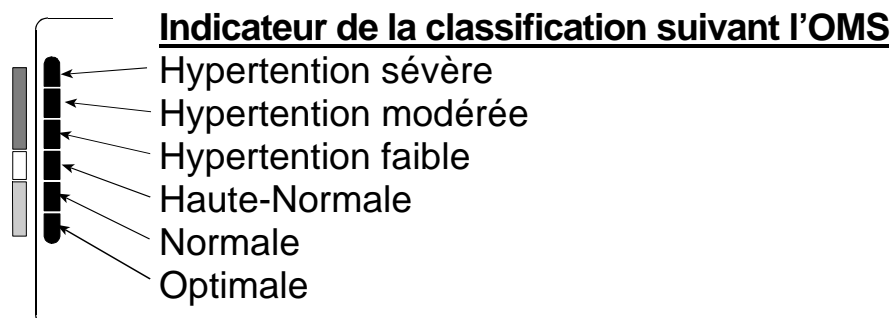 Indicateur de la classification suivant l’OMS
Hypertention sévère
Hypertention modérée
Hypertention faible
Haute-Normale
Normale
Optimale